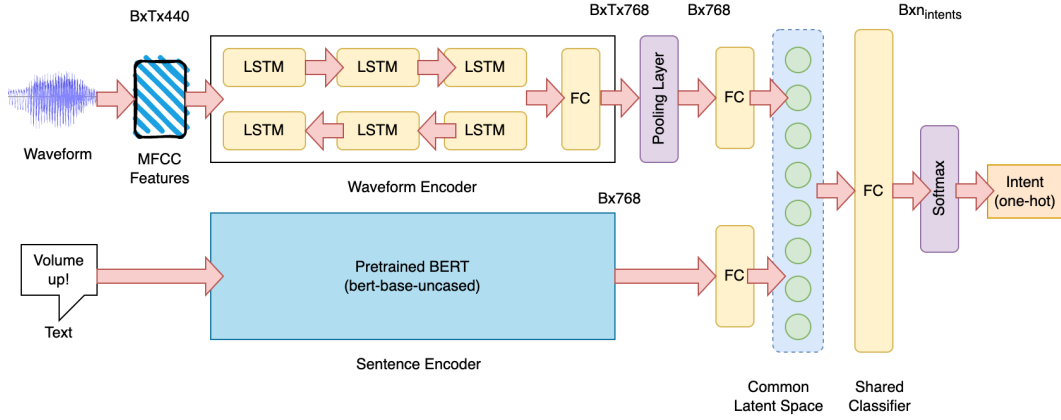 BxTx440
BxTx768
Bx768
Bxn_intents
LSTM
LSTM
LSTM
LSTM
LSTM
LSTM
FC
Pooling Layer
FC
Waveform
MFCC
Features
Waveform Encoder
Bx768
FC
Softmax
Intent
(one-hot)
Volume
up!
Text
Pretrained BERT
(bert-base-uncased)
FC
Sentence Encoder
Common
Latent Space
Shared
Classifier